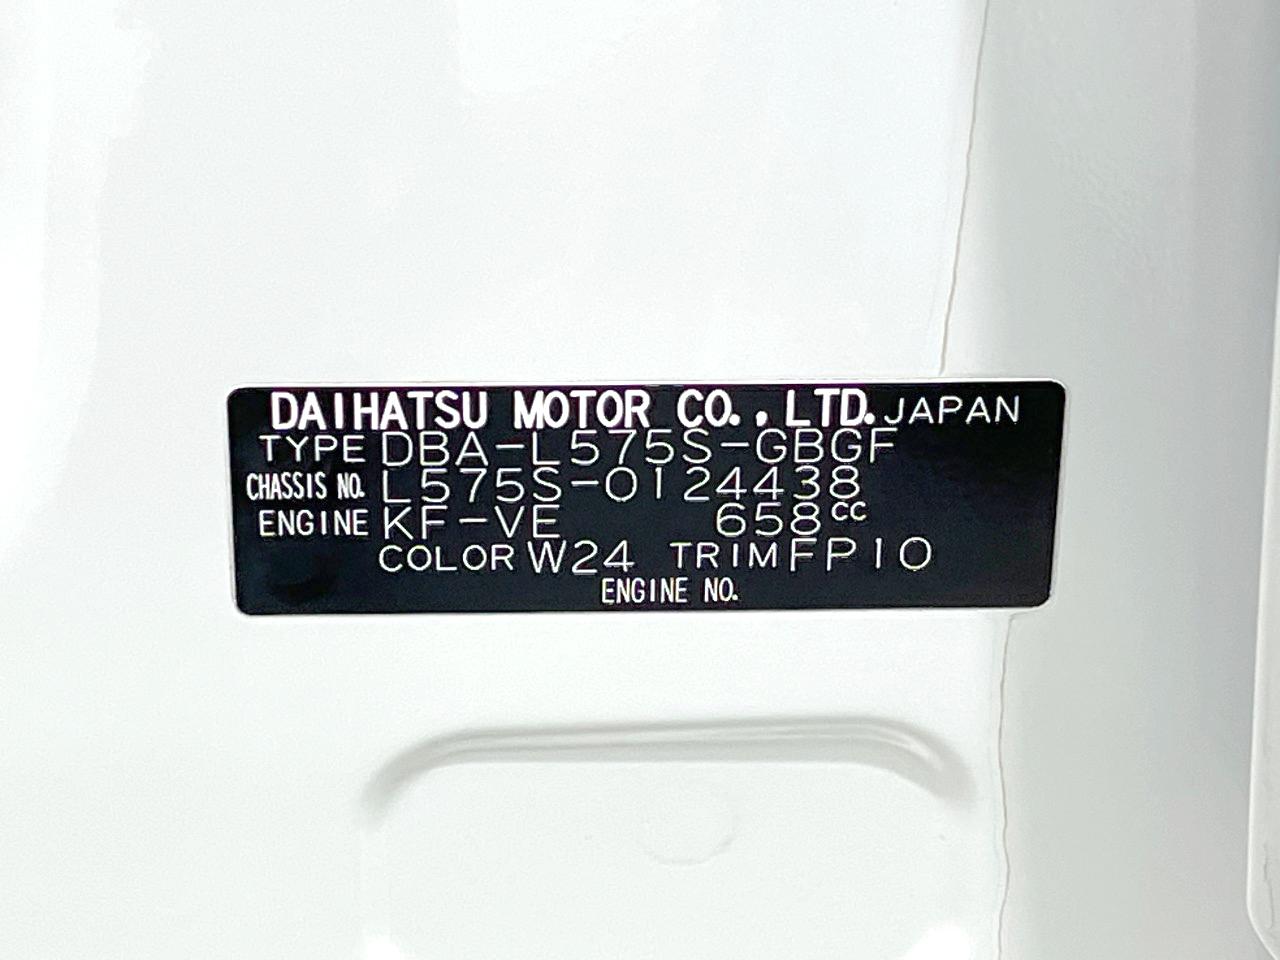 DAIHATSU MOTOR CO., LTD. JAPAN
TYPE DBA-L575S-GBGF
CHASSIS NO. L575S-0124438
ENGINE KF-VE 658CC
COLOR W24 TRIM FP10
ENGINE NO.